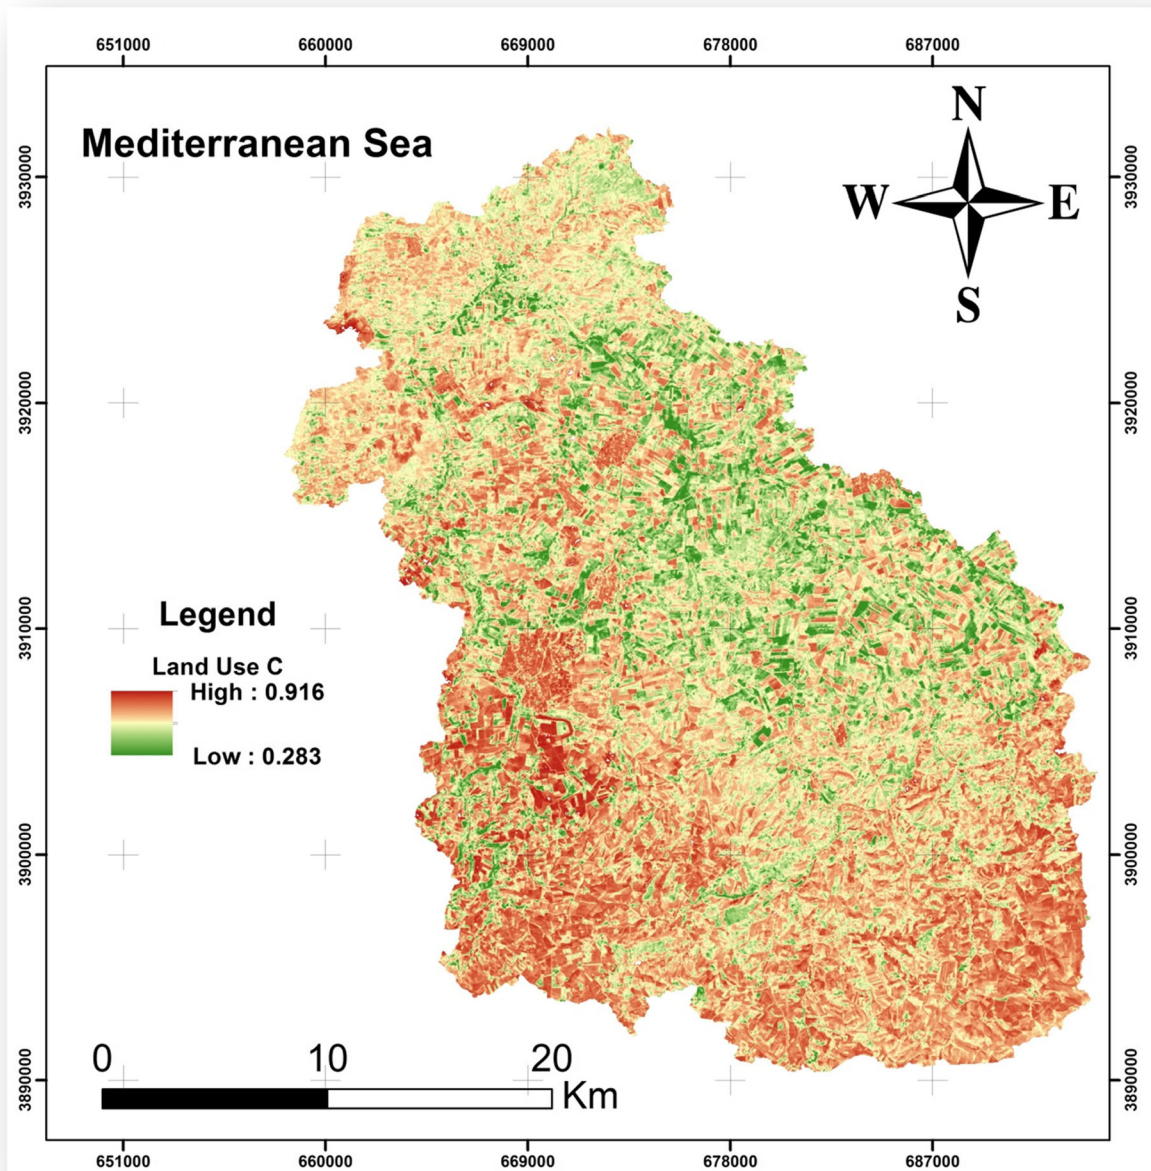 651000 660000 669000 678000 687000
Mediterranean Sea
N
W E
S
3930000 3930000
3920000 3920000
3910000 3910000
Legend
Land Use C
High : 0.916
Low : 0.283
3900000 3900000
3890000 3890000
0 10 20
Km
651000 660000 669000 678000 687000